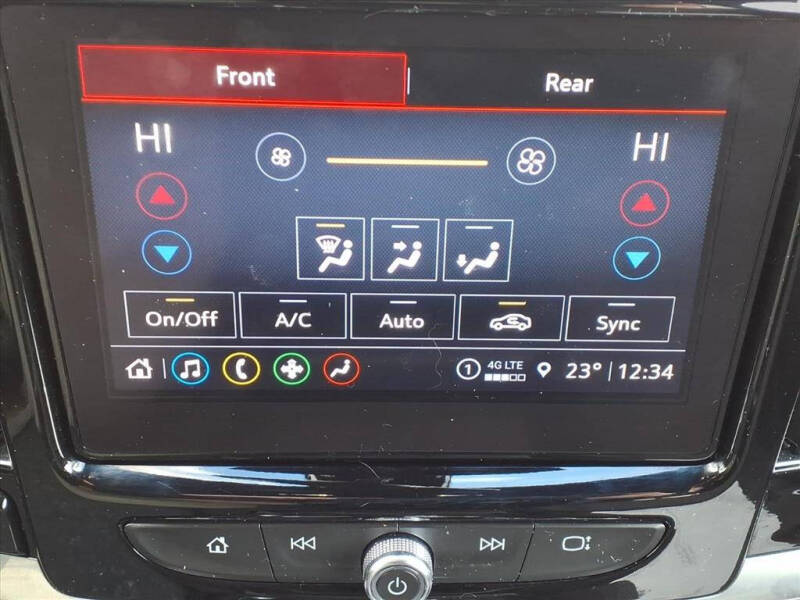 Front Rear
HI HI
On/Off A/C Auto Sync
1 4G LTE 23° 12:34